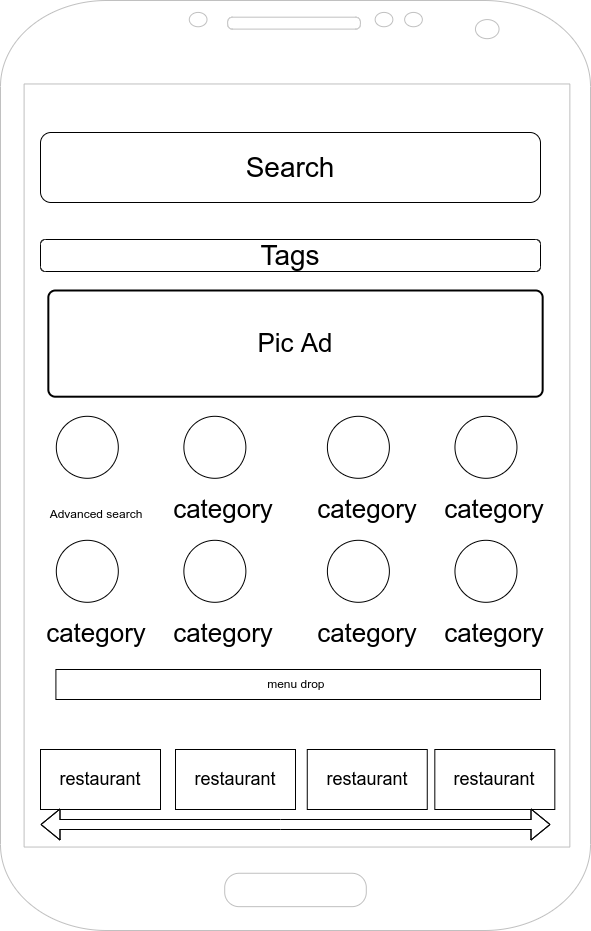 Search
Tags
Pic Ad
Advanced search
category
category
category
category
category
category
category
menu drop
restaurant
restaurant
restaurant
restaurant